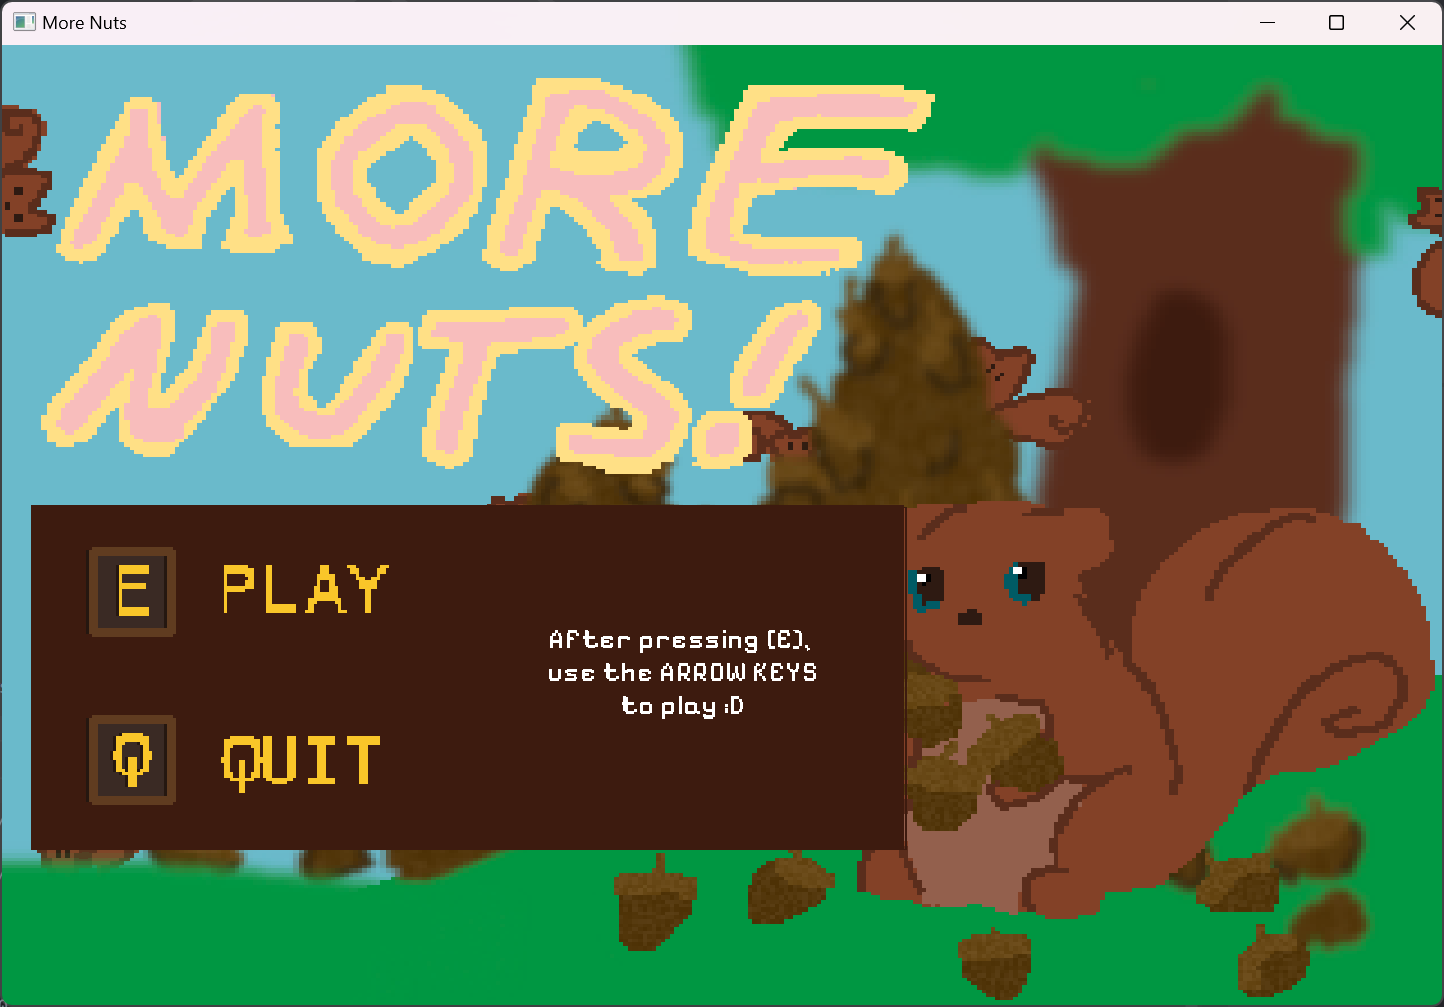 More Nuts
MORE
NUTS!
E PLAY
After pressing (E),
use the ARROW KEYS
to play :D
Q QUIT